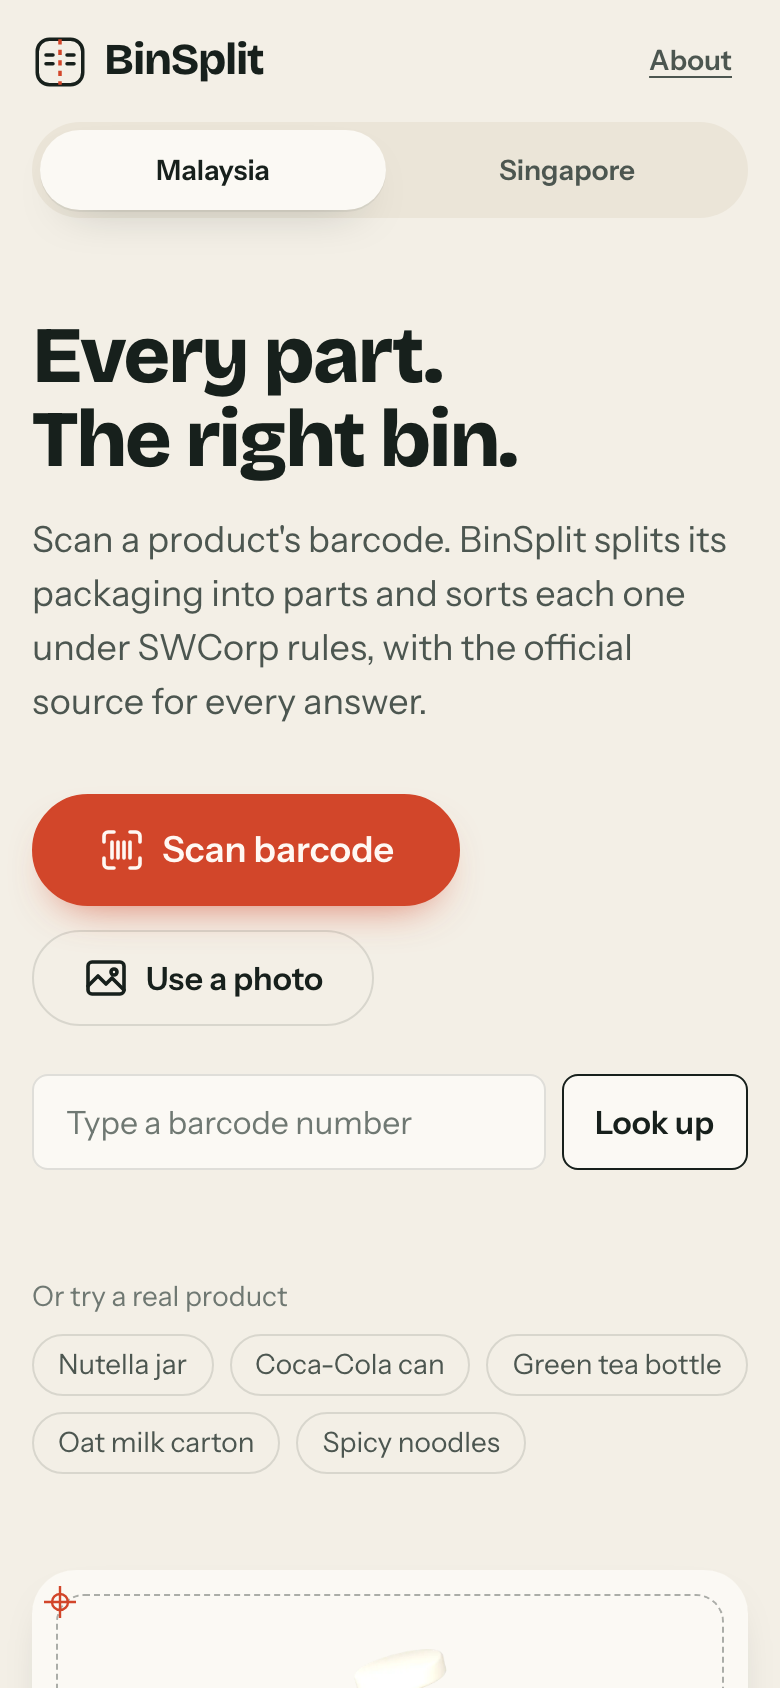 BinSplit
About
Malaysia
Singapore
Every part.
The right bin.
Scan a product's barcode. BinSplit splits its
packaging into parts and sorts each one
under SWCorp rules, with the official
source for every answer.
Scan barcode
Use a photo
Type a barcode number
Look up
Or try a real product
Nutella jar
Coca-Cola can
Green tea bottle
Oat milk carton
Spicy noodles